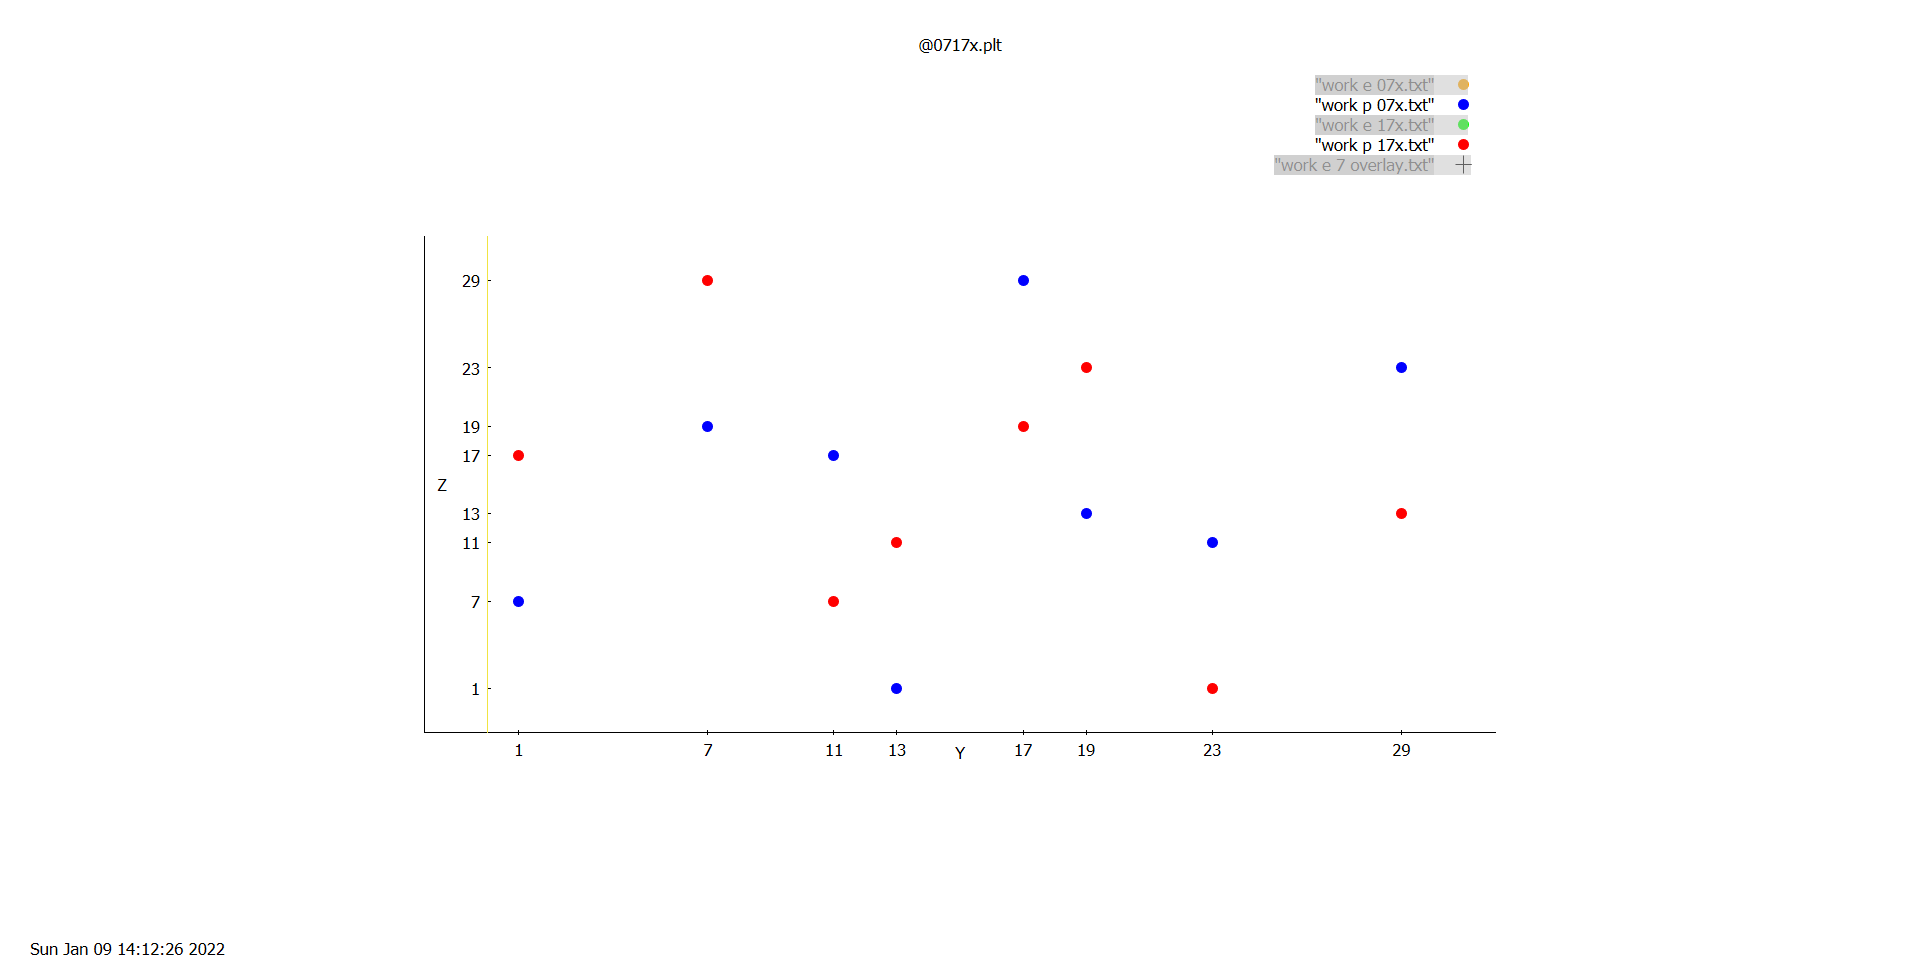 @0717x.plt
"work e 07x.txt"
"work p 07x.txt"
"work e 17x.txt"
"work p 17x.txt"
"work e 7 overlay.txt"
29
23
19
17
Z
13
11
7
1
1 7 11 13 Y 17 19 23 29
Sun Jan 09 14:12:26 2022